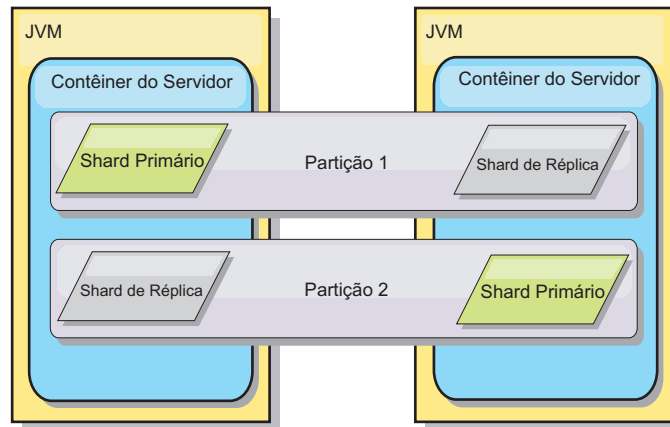 JVM
JVM
Contêiner do Servidor
Contêiner do Servidor
Shard Primário
Partição 1
Shard de Réplica
Shard de Réplica
Partição 2
Shard Primário